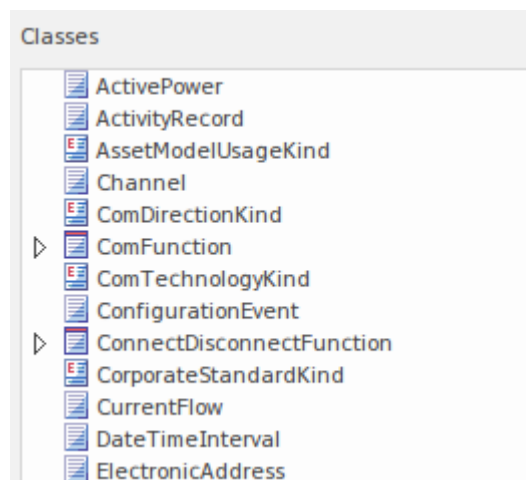 Classes
ActivePower
ActivityRecord
AssetModelUsageKind
Channel
ComDirectionKind
ComFunction
ComTechnologyKind
ConfigurationEvent
ConnectDisconnectFunction
CorporateStandardKind
CurrentFlow
DateTimeInterval
ElectronicAddress